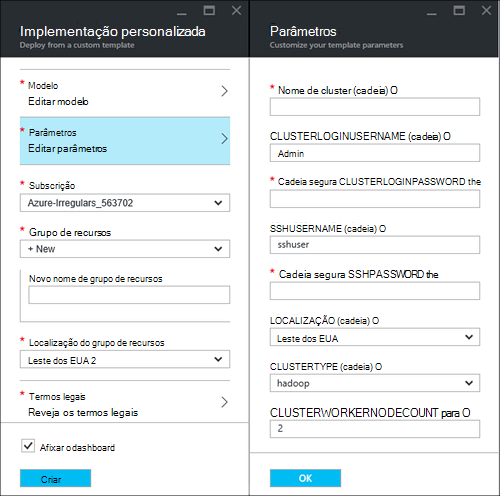 Implementação personalizada
Deploy from a custom template
* Modelo
Editar modelo
* Parâmetros
Editar parâmetros
* Subscrição
Azure-Irregulars_563702
* Grupo de recursos
+ New
Novo nome de grupo de recursos
* Localização do grupo de recursos
Leste dos EUA 2
* Termos legais
Reveja os termos legais
Afixar o dashboard
Criar
Parâmetros
Customize your template parameters
* Nome de cluster (cadeia) O
CLUSTERLOGINUSERNAME (cadeia) O
Admin
* Cadeia segura CLUSTERLOGINPASSWORD the
SSHUSERNAME (cadeia) O
sshuser
* Cadeia segura SSHPASSWORD the
LOCALIZAÇÃO (cadeia) O
Leste dos EUA
CLUSTERTYPE (cadeia) O
hadoop
CLUSTERWORKERNODECOUNT para O
2
OK